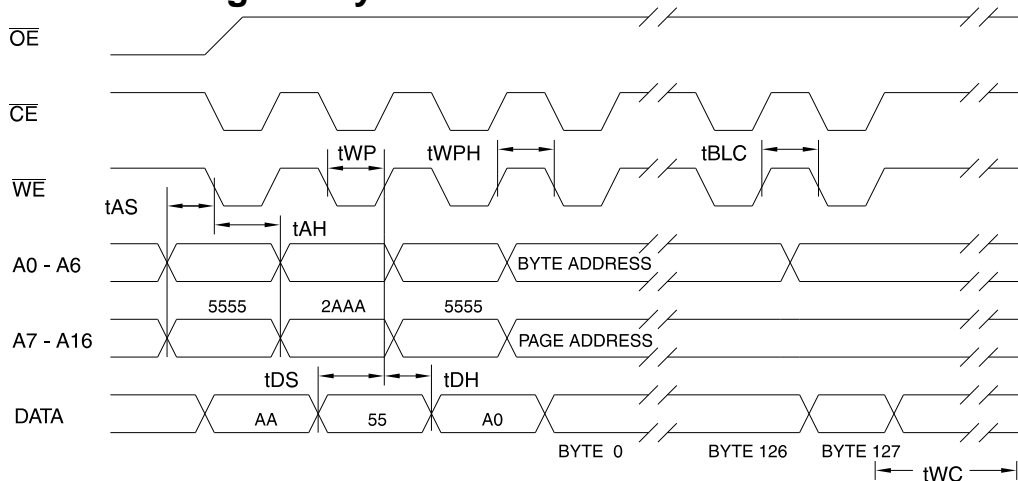 OE
CE
tWP
tWPH
tBLC
WE
tAS
tAH
A0 - A6
BYTE ADDRESS
5555
2AAA
5555
A7 - A16
PAGE ADDRESS
tDS
tDH
DATA
AA
55
A0
BYTE 0
BYTE 126
BYTE 127
tWC